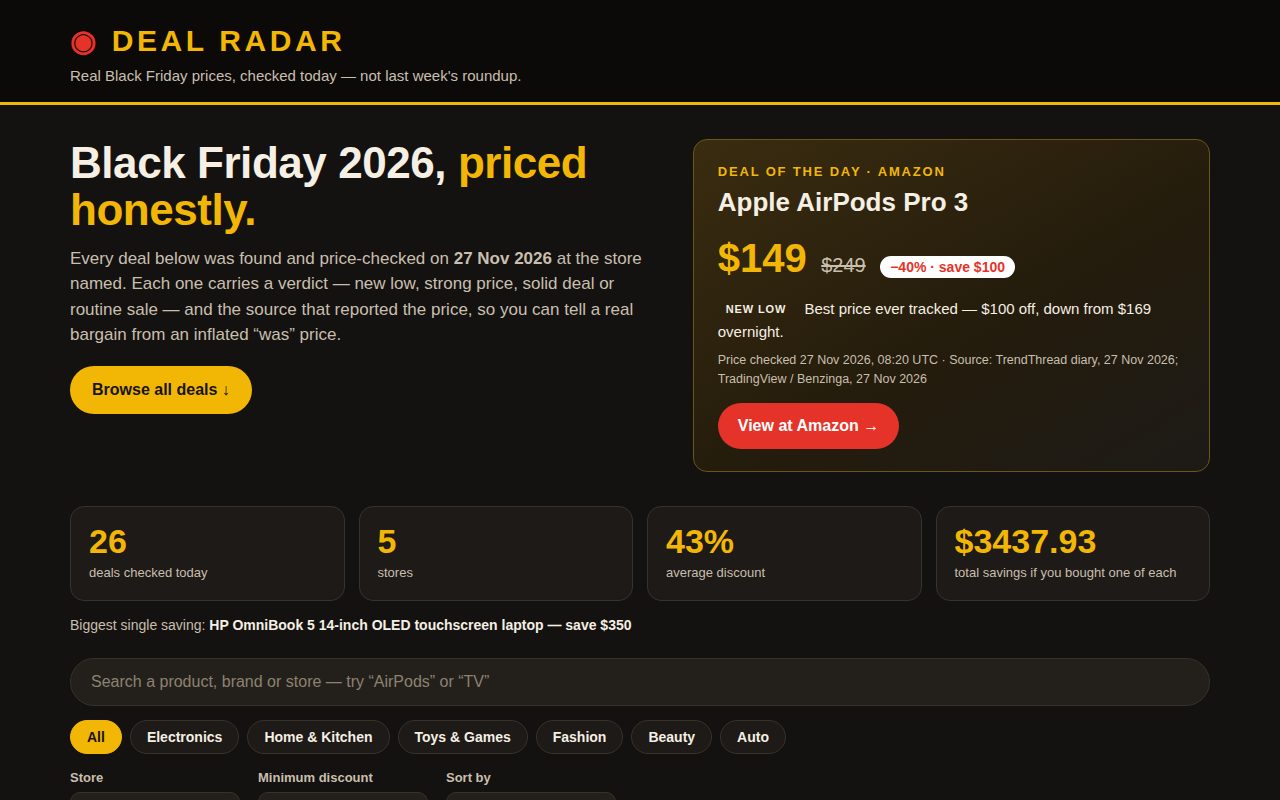 DEAL RADAR
Real Black Friday prices, checked today — not last week's roundup.
Black Friday 2026, priced
honestly.
Every deal below was found and price-checked on 27 Nov 2026 at the store
named. Each one carries a verdict — new low, strong price, solid deal or
routine sale — and the source that reported the price, so you can tell a real
bargain from an inflated “was” price.
Browse all deals ↓
DEAL OF THE DAY · AMAZON
Apple AirPods Pro 3
$149 $249 −40% · save $100
NEW LOW Best price ever tracked — $100 off, down from $169
overnight.
Price checked 27 Nov 2026, 08:20 UTC · Source: TrendThread diary, 27 Nov 2026;
TradingView / Benzinga, 27 Nov 2026
View at Amazon →
26
deals checked today
5
stores
43%
average discount
$3437.93
total savings if you bought one of each
Biggest single saving: HP OmniBook 5 14-inch OLED touchscreen laptop — save $350
Search a product, brand or store — try “AirPods” or “TV”
All Electronics Home & Kitchen Toys & Games Fashion Beauty Auto
Store Minimum discount Sort by